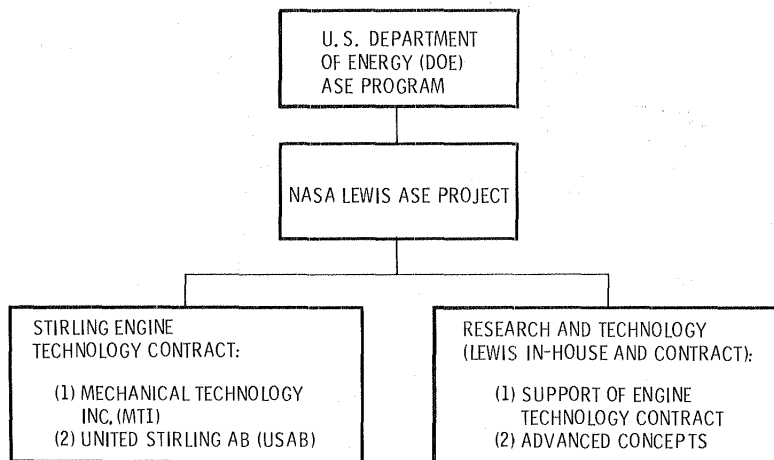 U. S. DEPARTMENT
OF ENERGY (DOE)
ASE PROGRAM
NASA LEWIS ASE PROJECT
STIRLING ENGINE
TECHNOLOGY CONTRACT:
(1) MECHANICAL TECHNOLOGY
INC. (MTI)
(2) UNITED STIRLING AB (USAB)
RESEARCH AND TECHNOLOGY
(LEWIS IN-HOUSE AND CONTRACT):
(1) SUPPORT OF ENGINE
TECHNOLOGY CONTRACT
(2) ADVANCED CONCEPTS